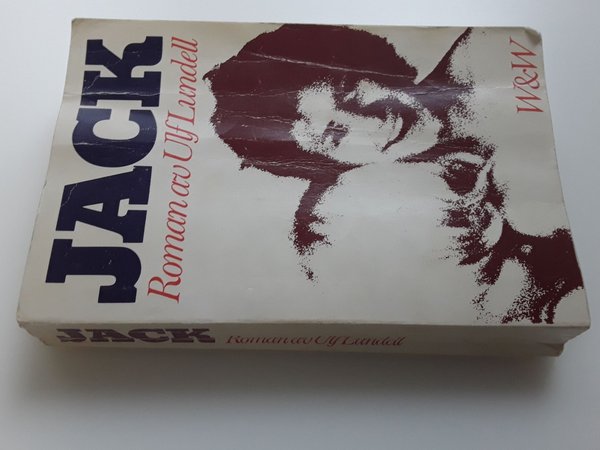 JACK
Roman av Ulf Lundell
W&W
JACK
Roman av Ulf Lundell